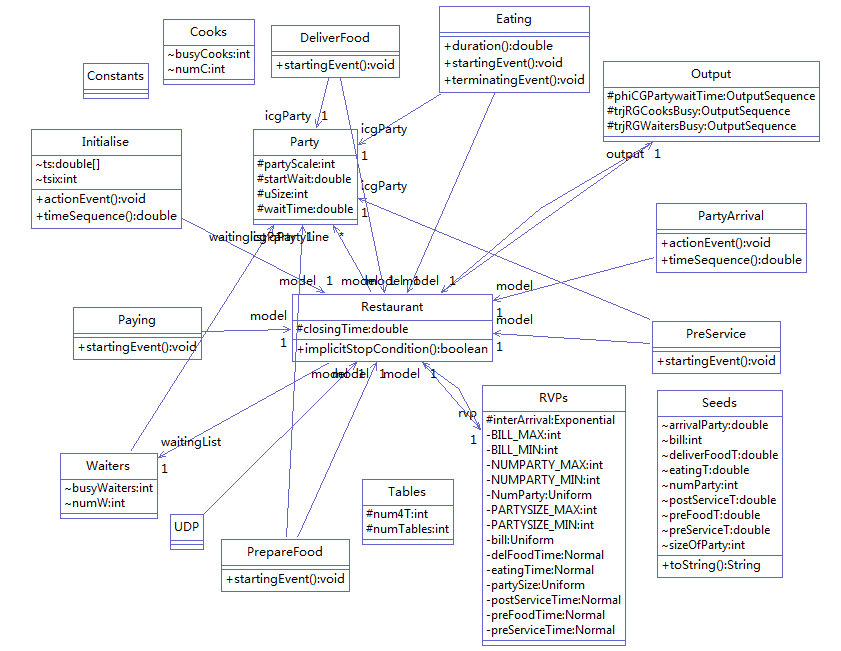 Constants
Cooks
~busyCooks:int
~numC:int
DeliverFood
+startingEvent():void
Eating
+duration():double
+startingEvent():void
+terminatingEvent():void
Output
#phiCGPartywaitTime:OutputSequence
#trjRGCooksBusy:OutputSequence
#trjRGWaitersBusy:OutputSequence
output 1
icgParty 1
icgParty
1
icgParty
1
Initialise
~ts:double[]
~tsix:int
+actionEvent():void
+timeSequence():double
Party
#partyScale:int
#startWait:double
#uSize:int
#waitTime:double
*
PartyArrival
+actionEvent():void
+timeSequence():double
model 1
model
1
model
1
model
1
model
1
Restaurant
#closingTime:double
+implicitStopCondition():boolean
Paying
+startingEvent():void
PreService
+startingEvent():void
model 1
rvp
1
waitingList
1
Waiters
~busyWaiters:int
~numW:int
UDP
PrepareFood
+startingEvent():void
Tables
#num4T:int
#numTables:int
RVPs
#interArrival:Exponential
-BILL_MAX:int
-BILL_MIN:int
-NUMPARTY_MAX:int
-NUMPARTY_MIN:int
-NumParty:Uniform
-PARTYSIZE_MAX:int
-PARTYSIZE_MIN:int
-bill:Uniform
-delFoodTime:Normal
-eatingTime:Normal
-partySize:Uniform
-postServiceTime:Normal
-preFoodTime:Normal
-preServiceTime:Normal
Seeds
~arrivalParty:double
~bill:int
~deliverFoodT:double
~eatingT:double
~numParty:int
~postServiceT:double
~preFoodT:double
~preServiceT:double
~sizeOfParty:int
+toString():String